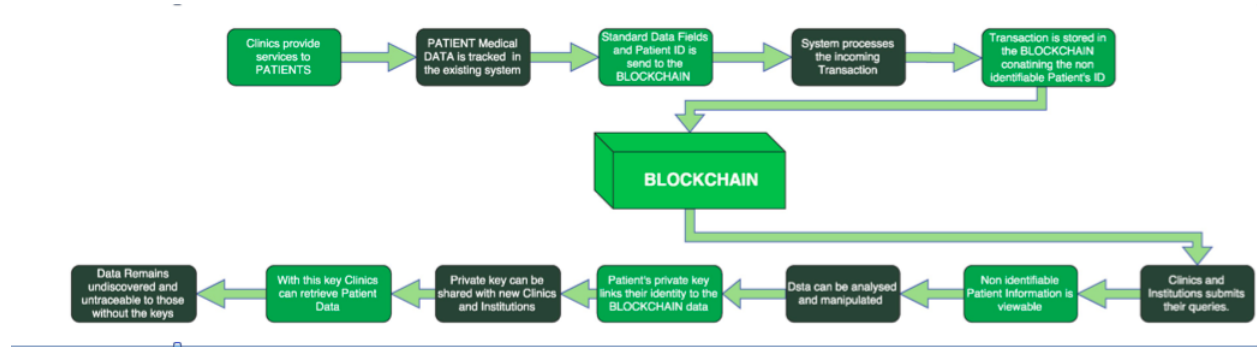 Clinics provide
services to
PATIENTS
PATIENT Medical
DATA is tracked in
the existing system
Standard Data Fields
and Patient ID is
send to the
BLOCKCHAIN
System processes
the incoming
Transaction
Transaction is stored in
the BLOCKCHAIN
conatining the non
identifiable Patient's ID
BLOCKCHAIN
Data Remains
undiscovered and
untraceable to those
without the keys
With this key Clinics
can retrieve Patient
Data
Private key can be
shared with new Clinics
and Institutions
Patient's private key
links their identity to the
BLOCKCHAIN data
Dsta can be analysed
and manipulated
Non identifiable
Patient Information is
viewable
Clinics and
Institutions submits
their queries.